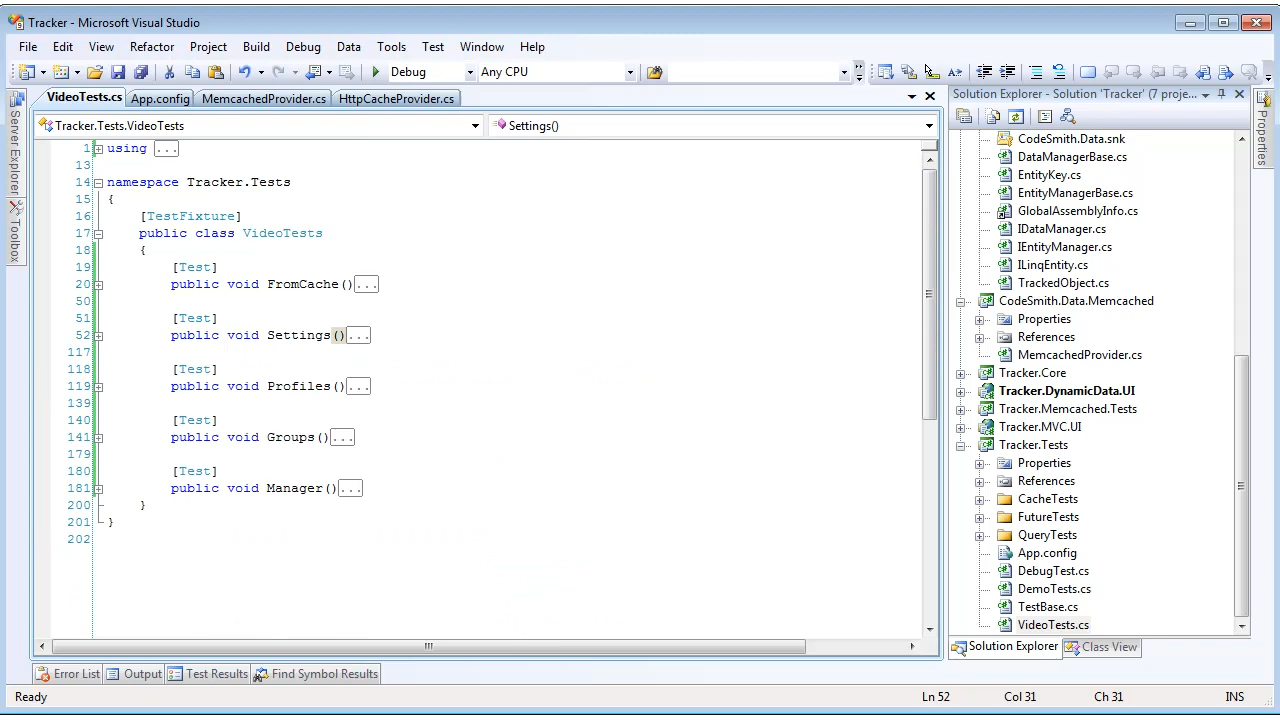 Tracker - Microsoft Visual Studio
File Edit View Refactor Project Build Debug Data Tools Test Window Help
Debug Any CPU
VideoTests.cs App.config MemcachedProvider.cs HttpCacheProvider.cs
Tracker.Tests.VideoTests Settings()
1 using ...
13
14 namespace Tracker.Tests
15 {
16 [TestFixture]
17 public class VideoTests
18 {
19 [Test]
20 public void FromCache()...
50
51 [Test]
52 public void Settings()...
117
118 [Test]
119 public void Profiles()...
139
140 [Test]
141 public void Groups()...
179
180 [Test]
181 public void Manager()...
200 }
201 }
202
Server Explorer
Toolbox
Solution Explorer - Solution 'Tracker' (7 proje...
CodeSmith.Data.snk
DataManagerBase.cs
EntityKey.cs
EntityManagerBase.cs
GlobalAssemblyInfo.cs
IDataManager.cs
IEntityManager.cs
ILinqEntity.cs
TrackedObject.cs
CodeSmith.Data.Memcached
Properties
References
MemcachedProvider.cs
Tracker.Core
Tracker.DynamicData.UI
Tracker.Memcached.Tests
Tracker.MVC.UI
Tracker.Tests
Properties
References
CacheTests
FutureTests
QueryTests
App.config
DebugTest.cs
DemoTests.cs
TestBase.cs
VideoTests.cs
Solution Explorer Class View
Properties
Error List Output Test Results Find Symbol Results
Ready Ln 52 Col 31 Ch 31 INS